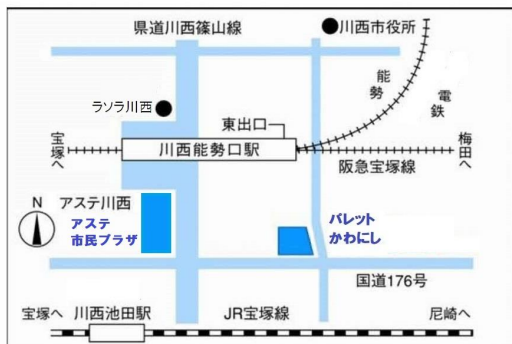 県道川西篠山線
川西市役所
能勢
電鉄
ラソラ川西
東出口
宝塚へ
川西能勢口駅
梅田へ
阪急宝塚線
N
アステ川西
アステ
市民プラザ
パレット
かわにし
国道176号
宝塚へ
川西池田駅
JR宝塚線
尼崎へ